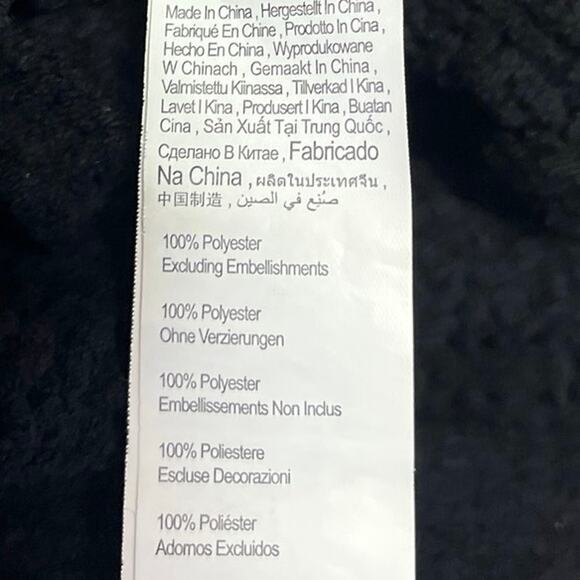 Made In China , Hergestellt In China ,
Fabriqué En Chine , Prodotto In Cina ,
Hecho En China , Wyprodukowane
W Chinach , Gemaakt In China ,
Valmistettu Kiinassa , Tillverkad I Kina ,
Lavet I Kina , Produsert I Kina , Buatan
Cina , Sản Xuất Tại Trung Quốc ,
Сделано В Китае , Fabricado
Na China , ผลิตในประเทศจีน ,
中国制造 , صُنِع في الصين
100% Polyester
Excluding Embellishments
100% Polyester
Ohne Verzierungen
100% Polyester
Embellissements Non Inclus
100% Poliestere
Escluse Decorazioni
100% Poliéster
Adornos Excluidos